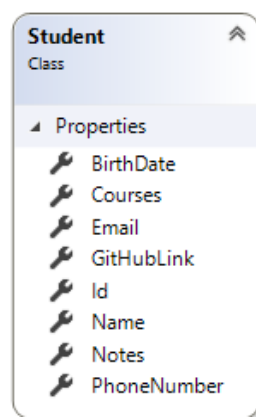 Student
Class
Properties
BirthDate
Courses
Email
GitHubLink
Id
Name
Notes
PhoneNumber